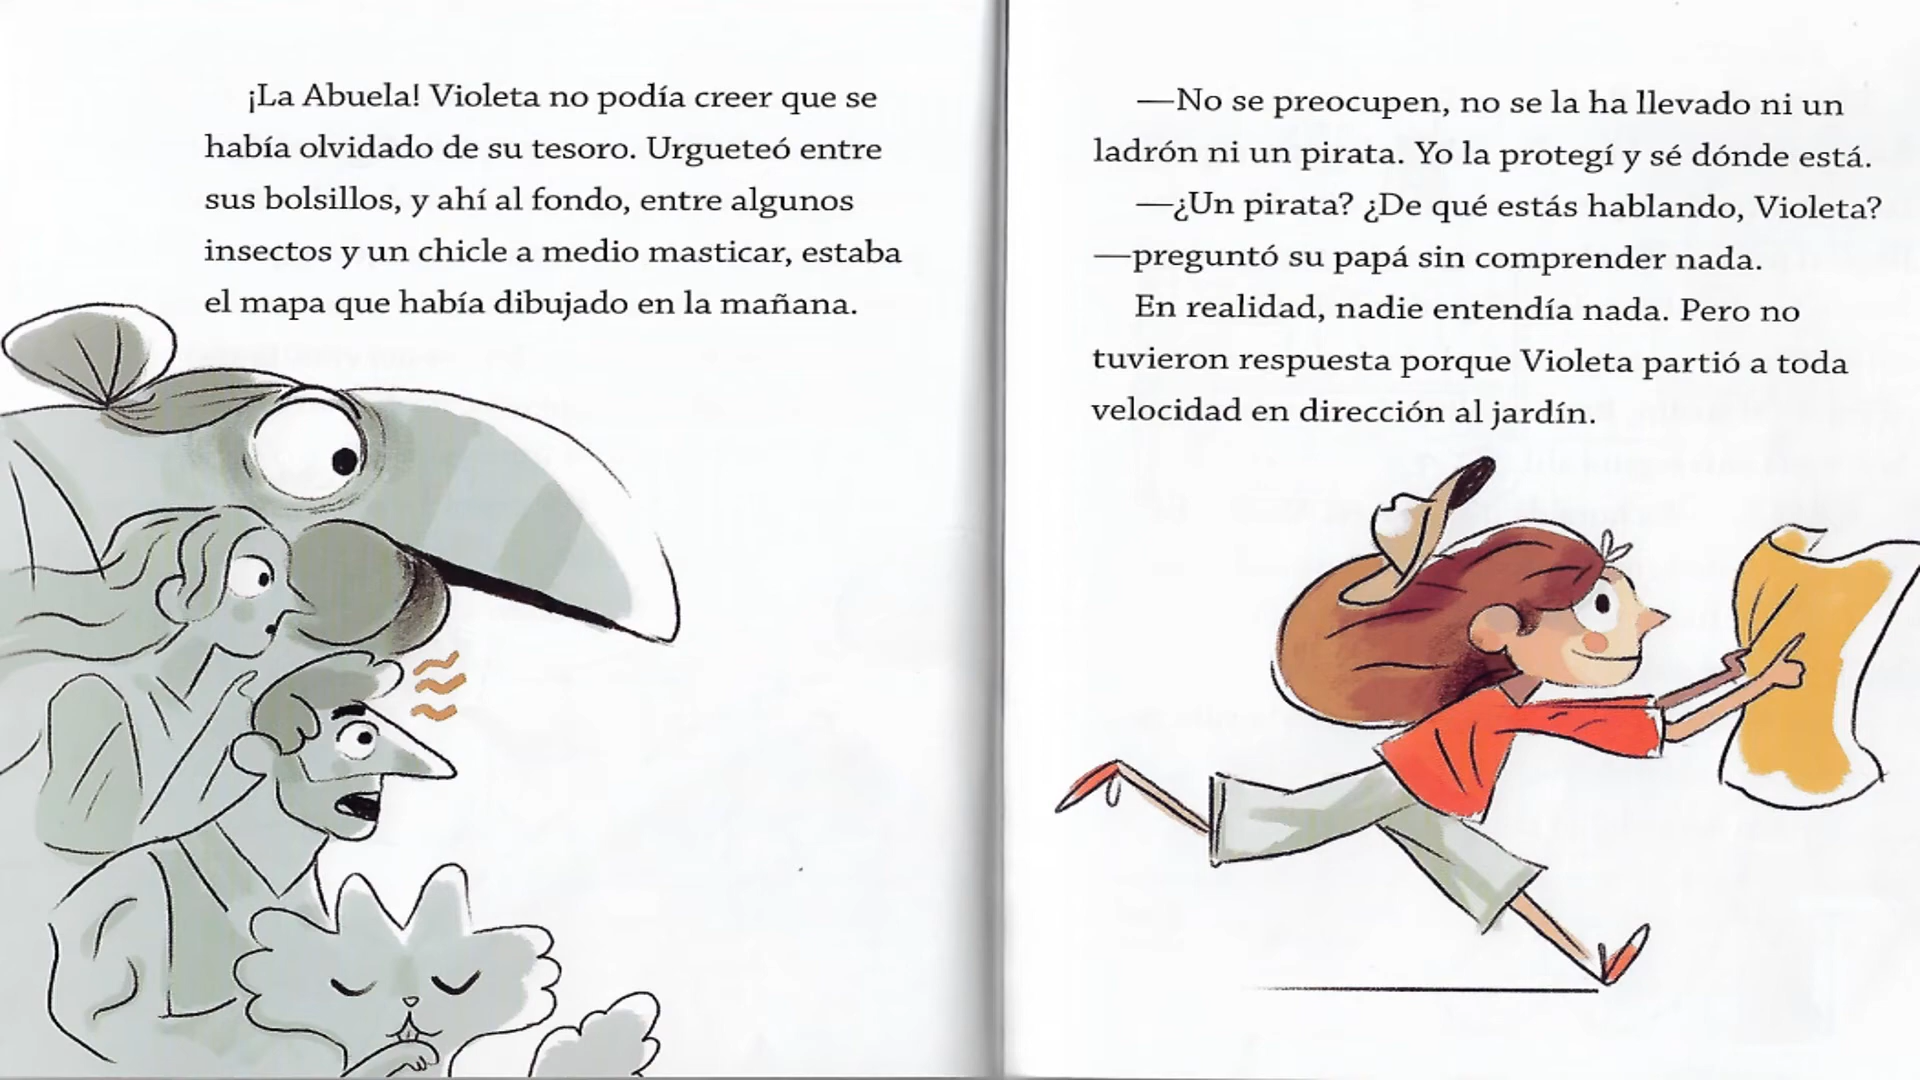 ¡La Abuela! Violeta no podía creer que se
había olvidado de su tesoro. Urgueteó entre
sus bolsillos, y ahí al fondo, entre algunos
insectos y un chicle a medio masticar, estaba
el mapa que había dibujado en la mañana.
—No se preocupen, no se la ha llevado ni un
ladrón ni un pirata. Yo la protegí y sé dónde está.
—¿Un pirata? ¿De qué estás hablando, Violeta?
—preguntó su papá sin comprender nada.
En realidad, nadie entendía nada. Pero no
tuvieron respuesta porque Violeta partió a toda
velocidad en dirección al jardín.